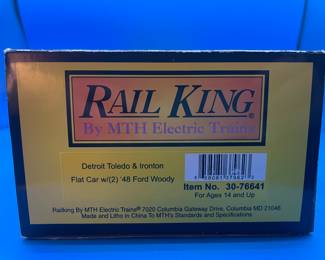 RAIL KING®
By MTH Electric Trains
Detroit Toledo & Ironton
Flat Car w/(2) '48 Ford Woody
Item No. 30-76641
For Ages 14 and Up
Railking By MTH Electric Trains® 7020 Columbia Gateway Drive, Columbia MD 21046
Made and Litho in China To MTH's Standards and Specifications